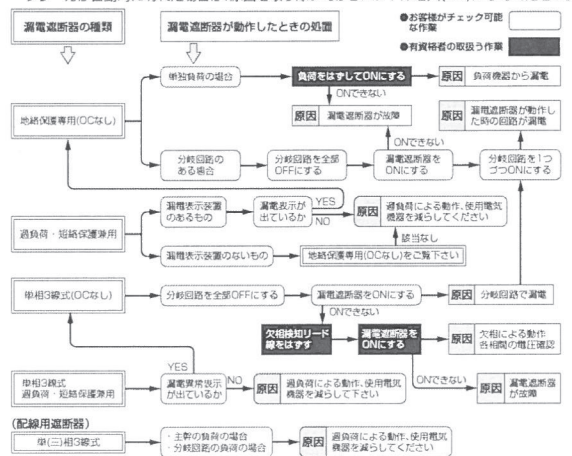 漏電遮断器の種類
漏電遮断器が動作したときの処置
●お客様がチェック可能
な作業
●有資格者の取扱う作業
単独負荷の場合
負荷をはずしてONにする
原因 負荷機器から漏電
ONできない
原因 漏電遮断器が故障
原因 漏電遮断器が動作し
た時の回路が漏電
地絡保護専用(OCなし)
ONできない
分岐回路の
ある場合
分岐回路を全部
OFFにする
漏電遮断器を
ONにする
分岐回路を1つ
づつONにする
漏電表示装置
のあるもの
漏電表示が
出ているか
YES
NO
原因 過負荷による動作、使用電気
機器を減らしてください
過負荷・短絡保護兼用
該当なし
漏電表示装置のないもの
地絡保護専用(OCなし)をご覧下さい
単相3線式(OCなし)
分岐回路を全部OFFにする
漏電遮断器をONにする
原因 分岐回路で漏電
ONできない
欠相検知リード
線をはずす
漏電遮断器を
ONにする
原因 欠相による動作
各相間の電圧確認
YES
単相3線式
過負荷・短絡保護兼用
漏電異常表示
が出ているか
NO
原因 過負荷による動作、使用電気
機器を減らして下さい
ONできない
原因 漏電遮断器
が故障
(配線用遮断器)
単(三)相3線式
・主幹の負荷の場合
・分岐回路の負荷の場合
原因 過負荷による動作、使用電気
機器を減らしてください